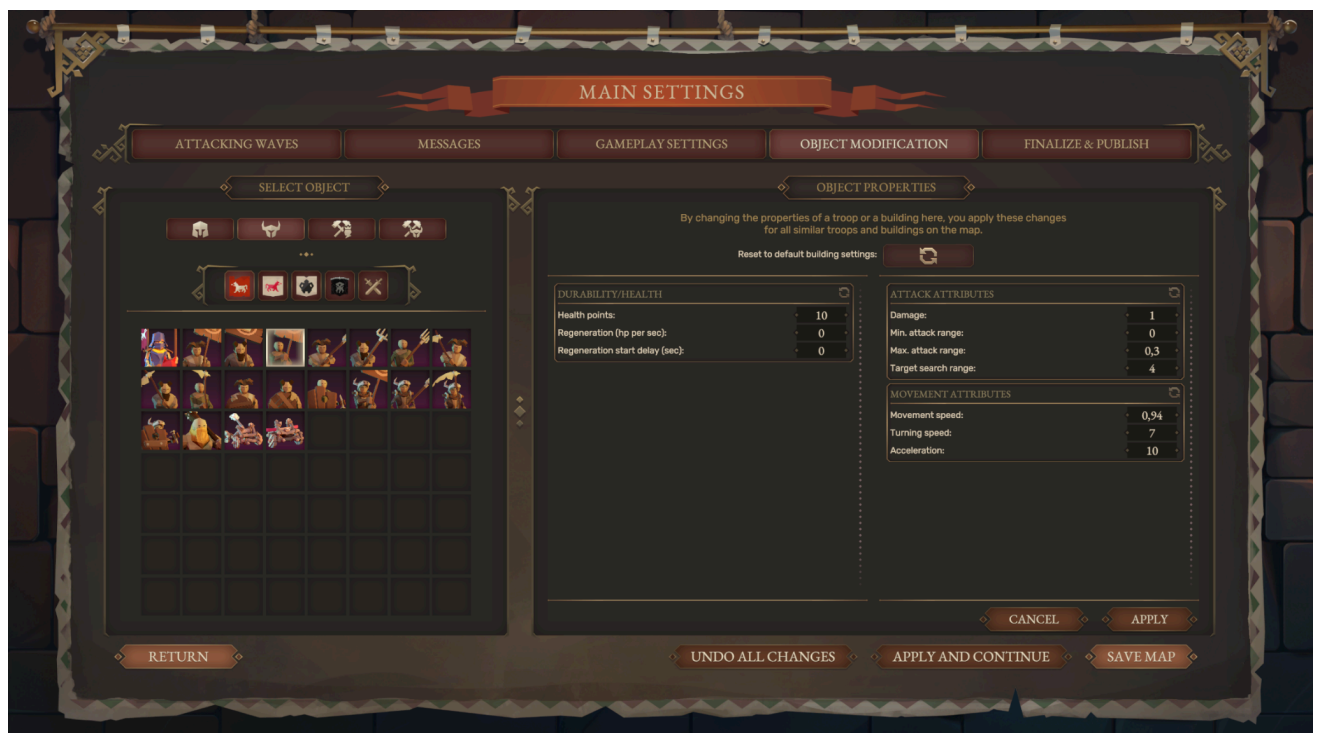 MAIN SETTINGS
ATTACKING WAVES
MESSAGES
GAMEPLAY SETTINGS
OBJECT MODIFICATION
FINALIZE & PUBLISH
SELECT OBJECT
OBJECT PROPERTIES
By changing the properties of a troop or a building here, you apply these changes
for all similar troops and buildings on the map.
Reset to default building settings:
DURABILITY/HEALTH
Health points: 10
Regeneration (hp per sec): 0
Regeneration start delay (sec): 0
ATTACK ATTRIBUTES
Damage: 1
Min. attack range: 0
Max. attack range: 0,3
Target search range: 4
MOVEMENT ATTRIBUTES
Movement speed: 0,94
Turning speed: 7
Acceleration: 10
CANCEL
APPLY
RETURN
UNDO ALL CHANGES
APPLY AND CONTINUE
SAVE MAP